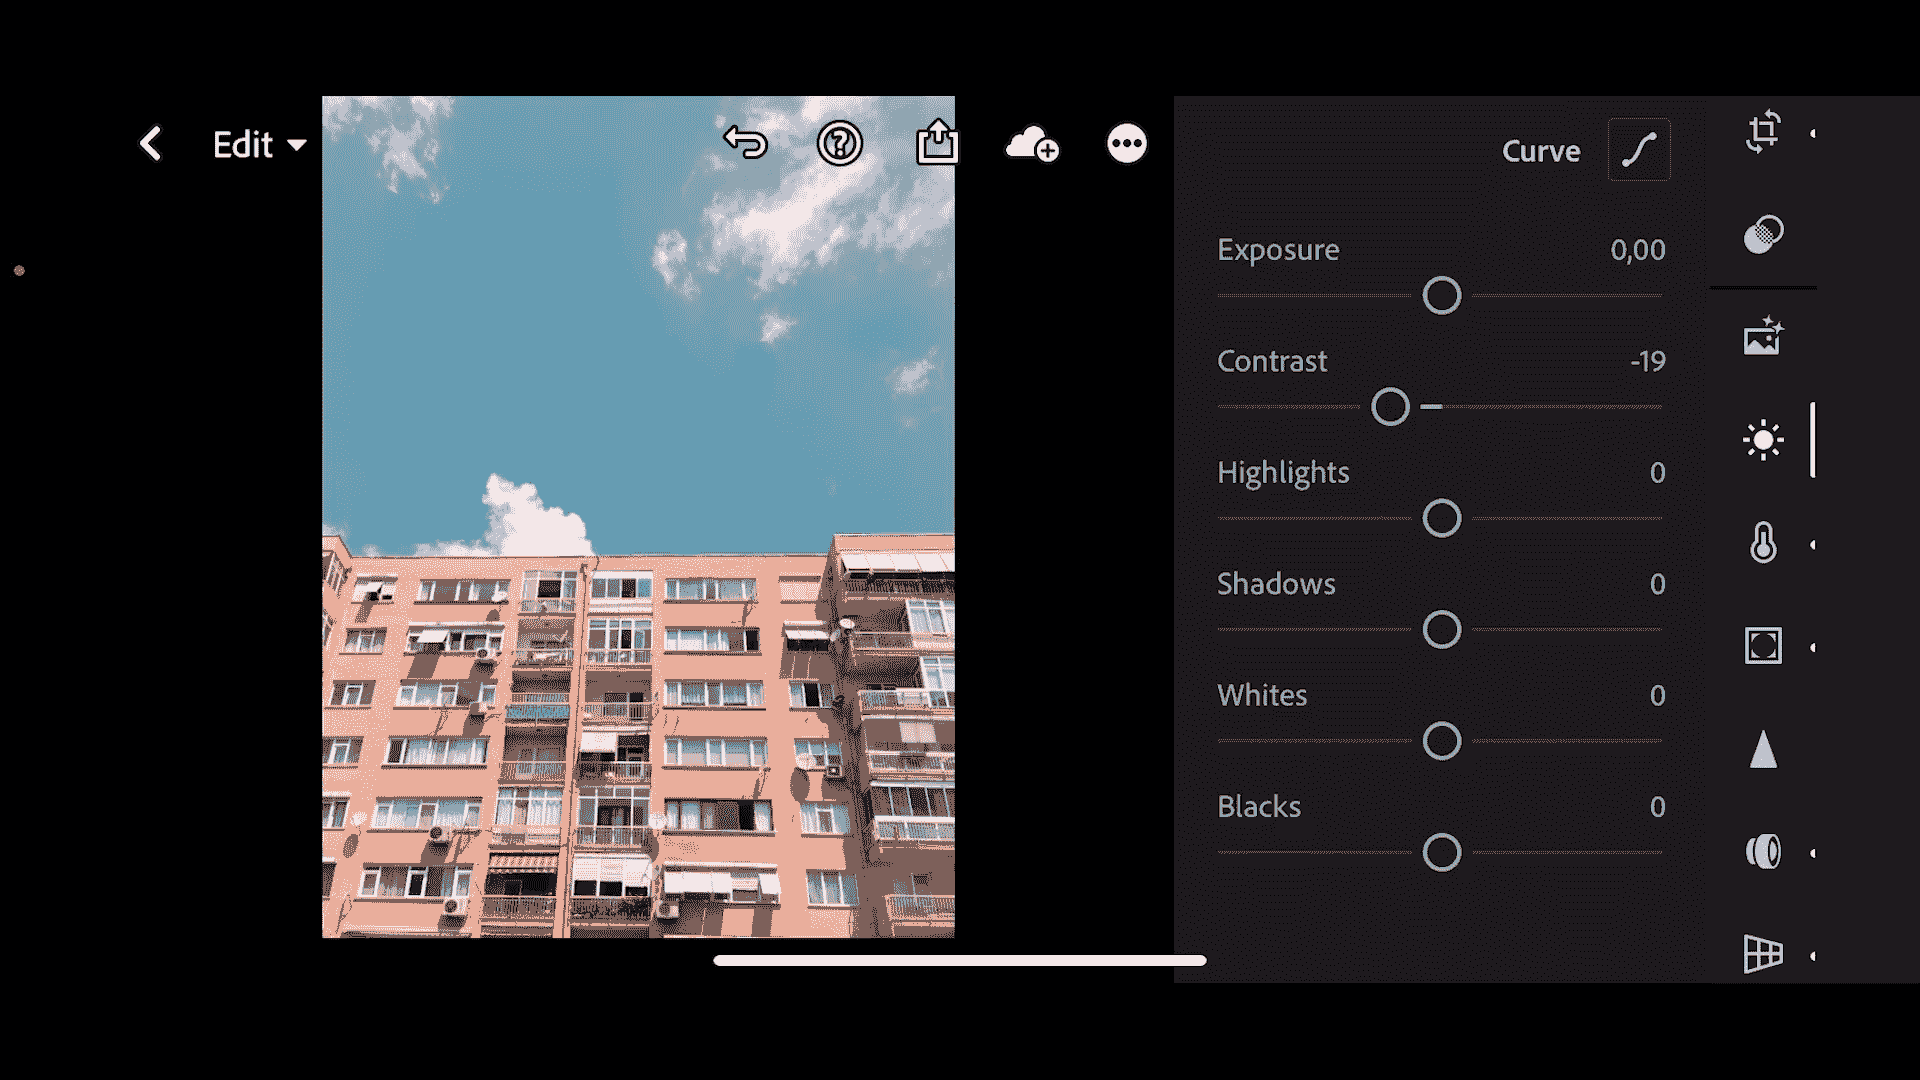 Edit
Curve
Exposure 0,00
Contrast -19
Highlights 0
Shadows 0
Whites 0
Blacks 0